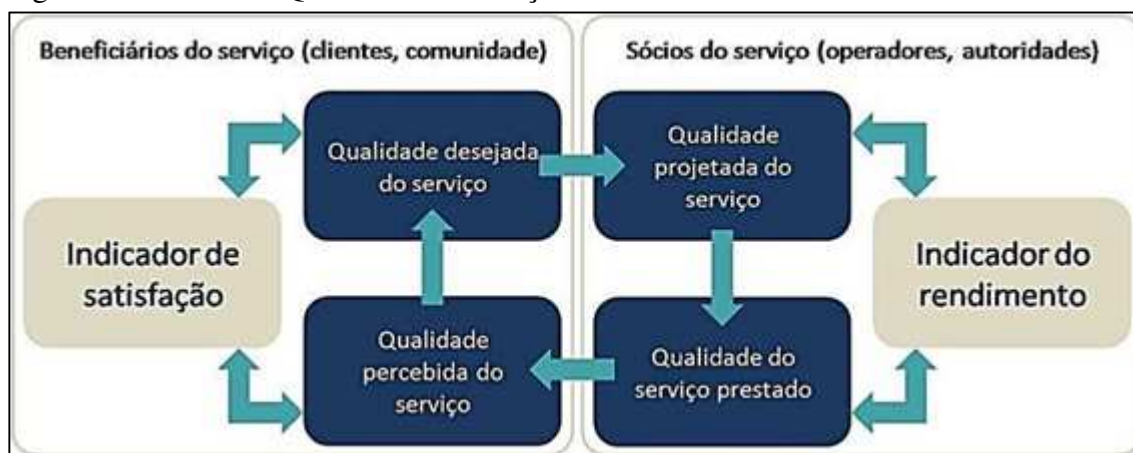 Beneficiários do serviço (clientes, comunidade)
Sócios do serviço (operadores, autoridades)
Qualidade desejada
do serviço
Qualidade
projetada do
serviço
Indicador de
satisfação
Indicador do
rendimento
Qualidade
percebida do
serviço
Qualidade do
serviço prestado